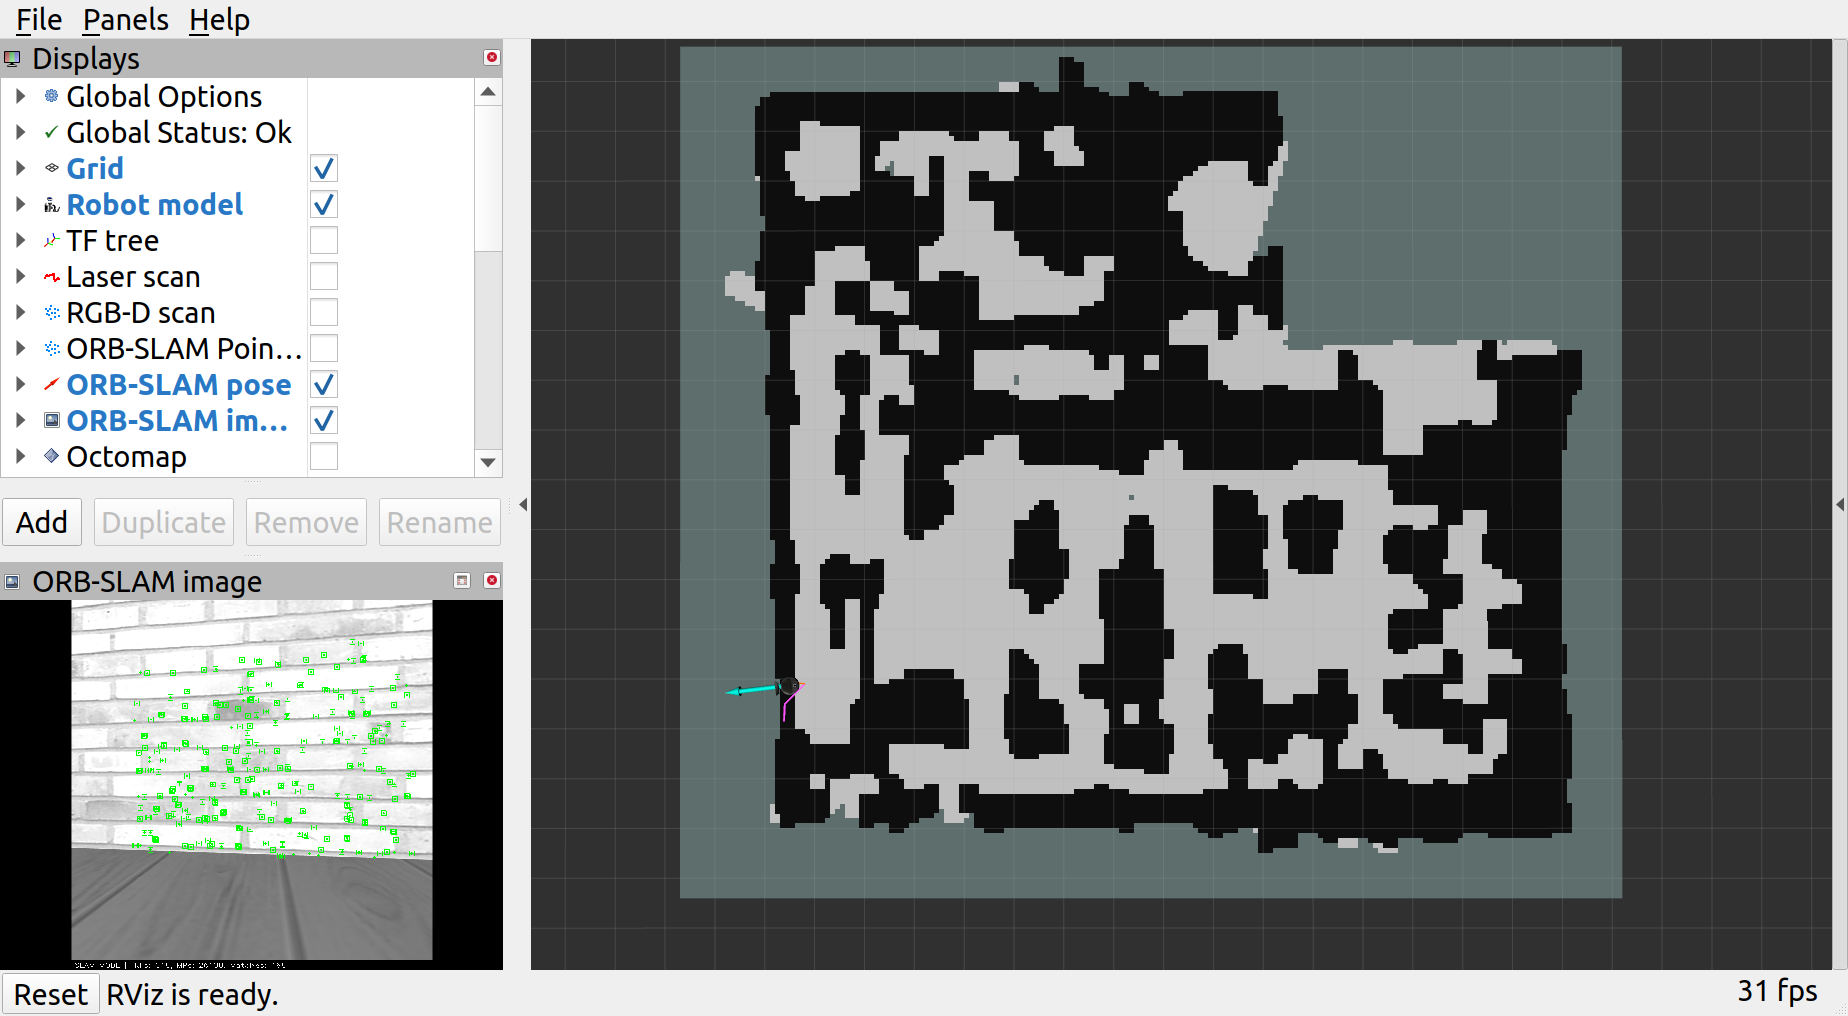 File Panels Help
Displays
Global Options
Global Status: Ok
Grid
Robot model
TF tree
Laser scan
RGB-D scan
ORB-SLAM Poin...
ORB-SLAM pose
ORB-SLAM im...
Octomap
Add Duplicate Remove Rename
ORB-SLAM image
SLAM MODE |
Reset RViz is ready.
31 fps